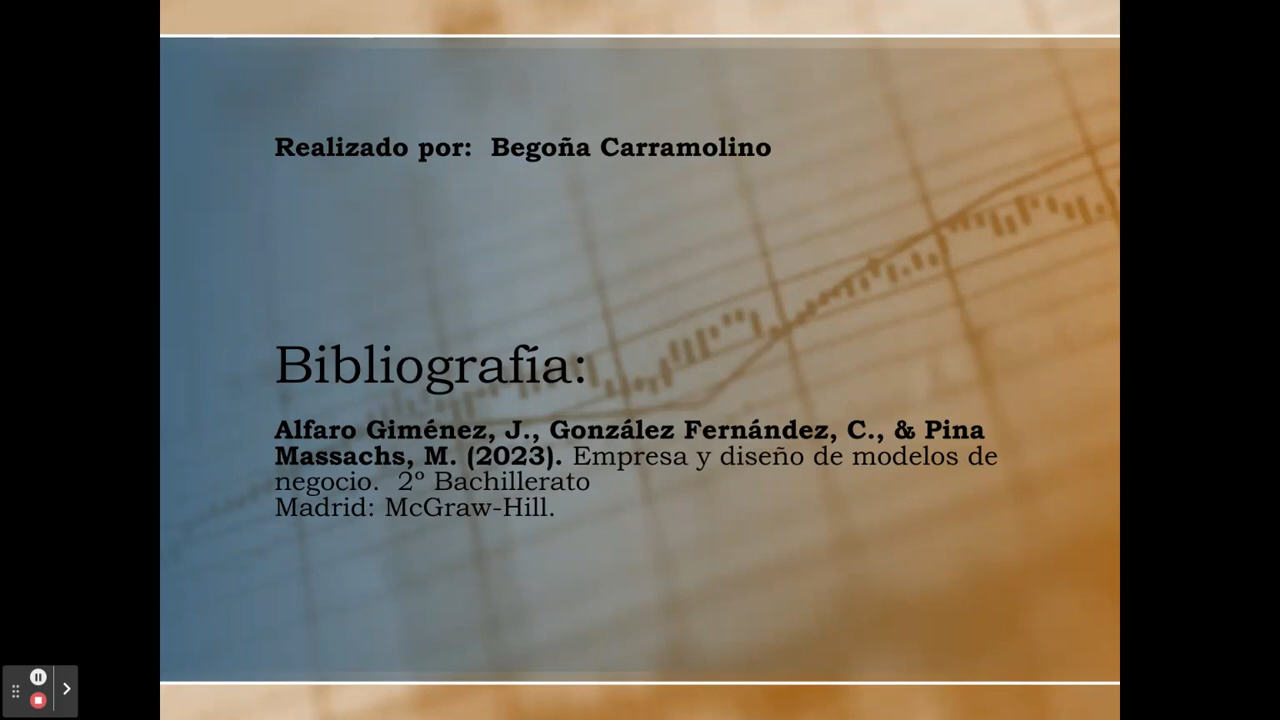 Realizado por:  Begoña Carramolino
Bibliografía:
Alfaro Giménez, J., González Fernández, C., & Pina
Massachs, M. (2023). Empresa y diseño de modelos de
negocio.  2º Bachillerato
Madrid: McGraw-Hill.